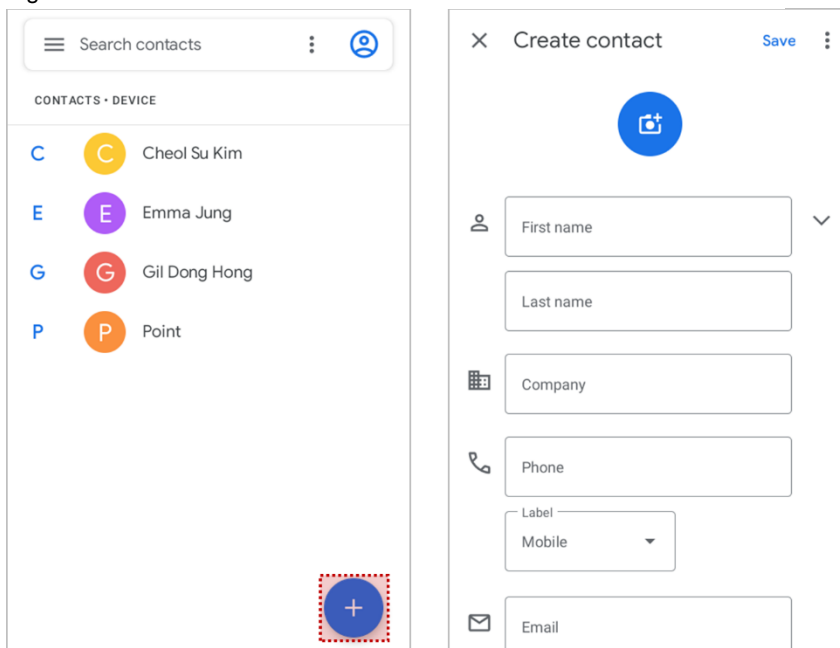 Search contacts
CONTACTS • DEVICE
C C Cheol Su Kim
E E Emma Jung
G G Gil Dong Hong
P P Point
Create contact Save
First name
Last name
Company
Phone
Label
Mobile
Email